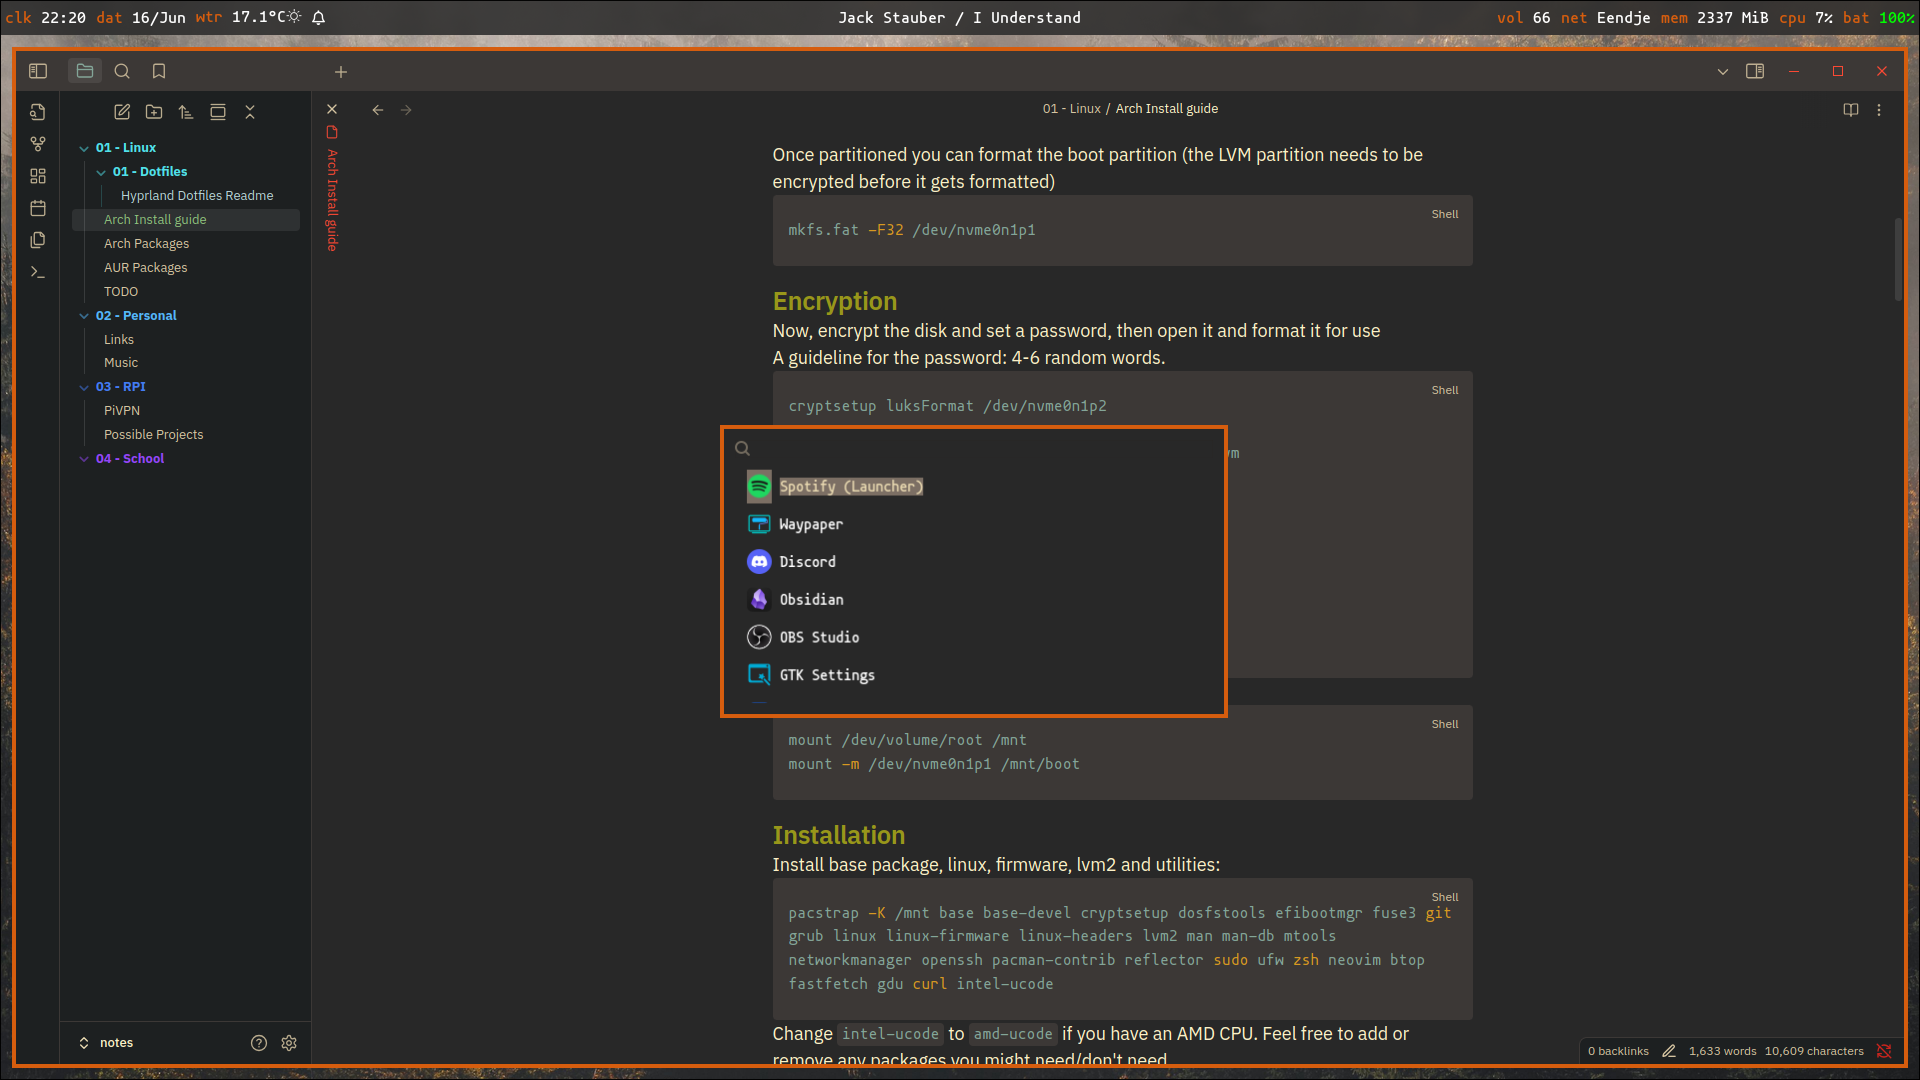 clk 22:20 dat 16/Jun wtr 17.1°C
Jack Stauber / I Understand
vol 66 net Eendje mem 2337 MiB cpu 7% bat 100%
01 - Linux
01 - Dotfiles
Hyprland Dotfiles Readme
Arch Install guide
Arch Packages
AUR Packages
TODO
02 - Personal
Links
Music
03 - RPI
PiVPN
Possible Projects
04 - School
notes
Arch Install guide
01 - Linux / Arch Install guide
Once partitioned you can format the boot partition (the LVM partition needs to be
encrypted before it gets formatted)
Shell
mkfs.fat -F32 /dev/nvme0n1p1
Encryption
Now, encrypt the disk and set a password, then open it and format it for use
A guideline for the password: 4-6 random words.
Shell
cryptsetup luksFormat /dev/nvme0n1p2
Spotify (Launcher)
Waypaper
Discord
Obsidian
OBS Studio
GTK Settings
Shell
mount /dev/volume/root /mnt
mount -m /dev/nvme0n1p1 /mnt/boot
Installation
Install base package, linux, firmware, lvm2 and utilities:
Shell
pacstrap -K /mnt base base-devel cryptsetup dosfstools efibootmgr fuse3 git
grub linux linux-firmware linux-headers lvm2 man man-db mtools
networkmanager openssh pacman-contrib reflector sudo ufw zsh neovim btop
fastfetch gdu curl intel-ucode
Change intel-ucode to amd-ucode if you have an AMD CPU. Feel free to add or
remove any packages you might need/don't need
0 backlinks 1,633 words 10,609 characters